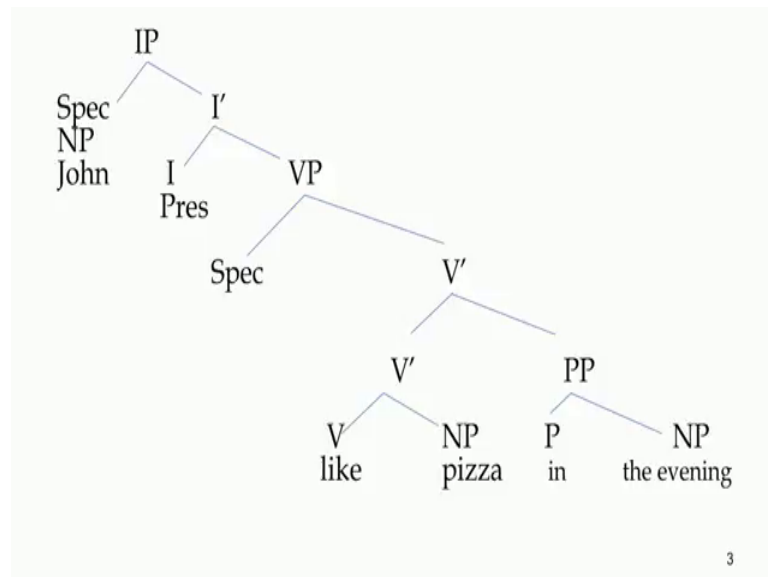 IP
Spec I′
NP
John I VP
Pres
Spec V′
V′ PP
V NP P NP
like pizza in the evening
3